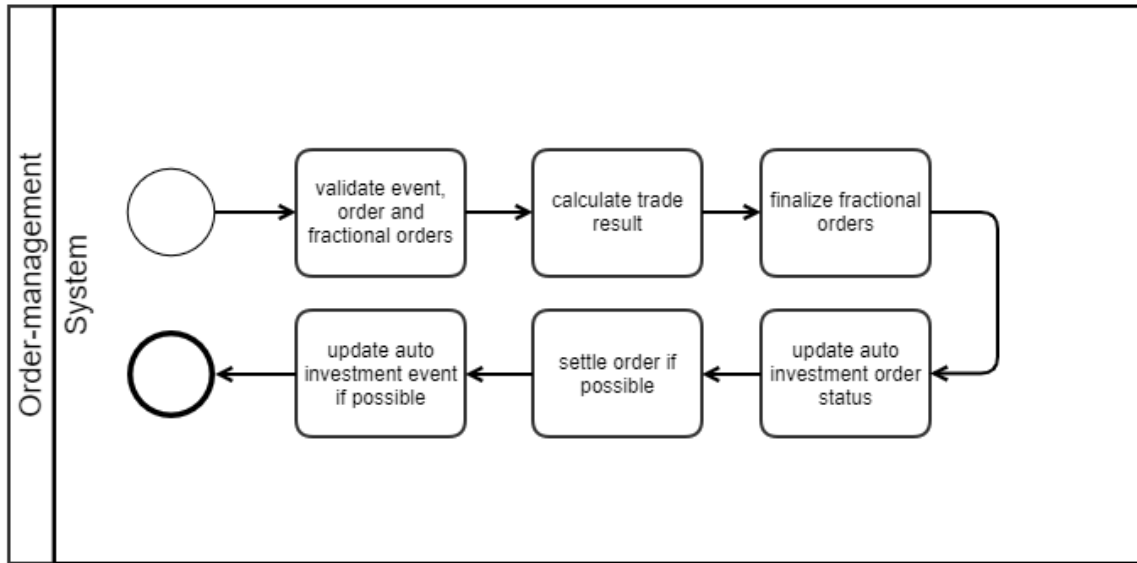 Order-management
System
validate event,
order and
fractional orders
calculate trade
result
finalize fractional
orders
update auto
investment order
status
settle order if
possible
update auto
investment event
if possible